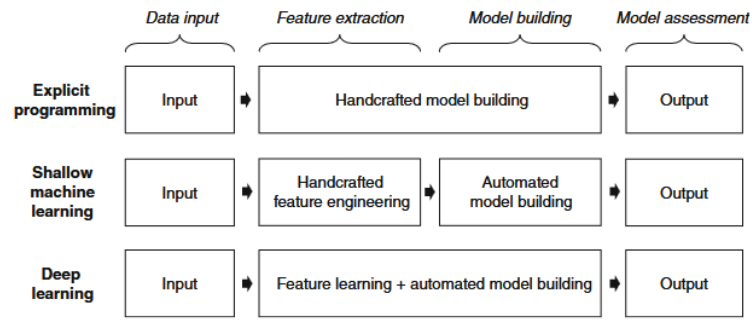 Data input Feature extraction Model building Model assessment
Explicit
programming
Input
Handcrafted model building
Output
Shallow
machine
learning
Input
Handcrafted
feature engineering
Automated
model building
Output
Deep
learning
Input
Feature learning + automated model building
Output